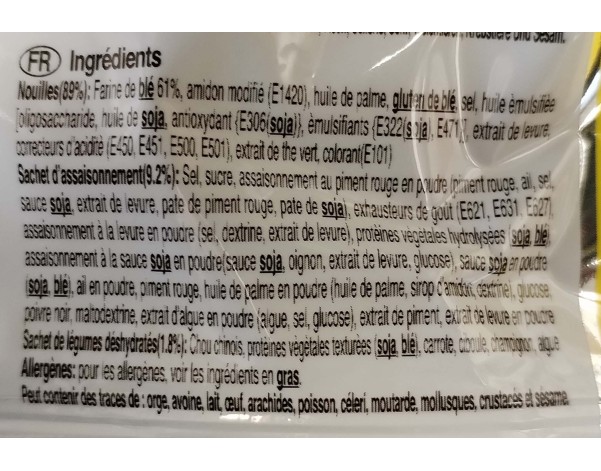 und Sesam.
FR Ingrédients
Nouilles(89%): Farine de blé 61%, amidon modifié (E1420), huile de palme, gluten de blé, sel, huile émulsifiée
[oligosaccharide, huile de soja, antioxydant {E306(soja)}, émulsifiants {E322(soja), E471}], extrait de levure,
correcteurs d'acidité (E450, E451, E500, E501), extrait de the vert, colorant(E101)
Sachet d'assaisonnement(9.2%): Sel, sucre, assaisonnement au piment rouge en poudre (piment rouge, ail, sel,
sauce soja, extrait de levure, pate de piment rouge, pate de soja), exhausteurs de goût (E621, E631, E627),
assaisonnement à la levure en poudre (sel, dextrine, extrait de levure), protéines végétales hydrolysées (soja, blé),
assaisonnement à la sauce soja en poudre(sauce soja, oignon, extrait de levure, glucose), sauce soja en poudre
(soja, blé), ail en poudre, piment rouge, huile de palme en poudre (huile de palme, sirop d'amidon, dextrine), glucose,
poivre noir, maltodextrine, extrait d'algue en poudre (algue, sel, glucose), extrait de piment, extrait de levure en poudre
Sachet de légumes déshydratés(1.8%): Chou chinois, protéines végétales texturées (soja, blé), carrote, ciboule, champignon, algue
Allergènes: pour les allergènes, voir les ingrédients en gras.
Peut contenir des traces de : orge, avoine, lait, œuf, arachides, poisson, céleri, moutarde, mollusques, crustacés et sésame.